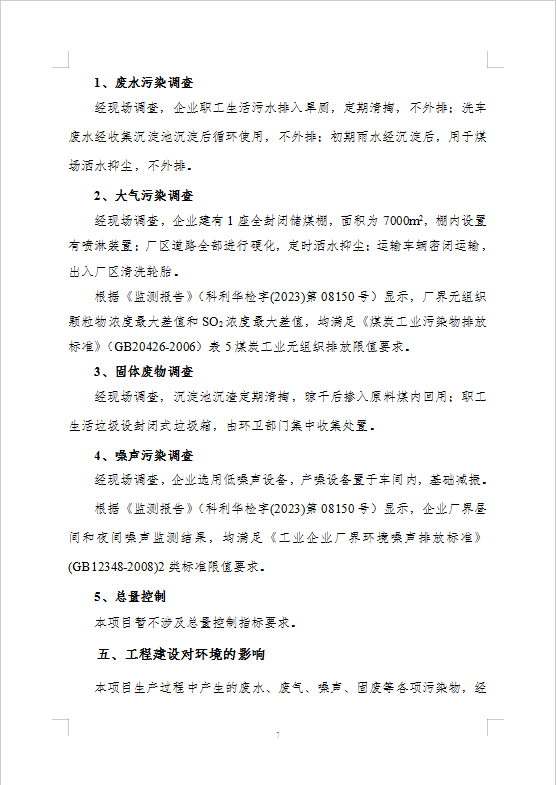 1、废水污染调查
经现场调查，企业职工生活污水排入旱厕，定期清掏，不外排；洗车
废水经收集沉淀池沉淀后循环使用，不外排；初期雨水经沉淀后，用于煤
场洒水抑尘，不外排。
2、大气污染调查
经现场调查，企业建有 1 座全封闭储煤棚，面积为 7000m²，棚内设置
有喷淋装置；厂区道路全部进行硬化，定时洒水抑尘；运输车辆密闭运输，
出入厂区清洗轮胎。
根据《监测报告》（科利华检字(2023)第 08150 号）显示，厂界无组织
颗粒物浓度最大差值和 SO₂ 浓度最大差值，均满足《煤炭工业污染物排放
标准》（GB20426-2006）表 5 煤炭工业无组织排放限值要求。
3、固体废物调查
经现场调查，沉淀池沉渣定期清掏，晾干后掺入原料煤内回用；职工
生活垃圾设封闭式垃圾箱，由环卫部门集中收集处置。
4、噪声污染调查
经现场调查，企业选用低噪声设备，产噪设备置于车间内，基础减振。
根据《监测报告》（科利华检字(2023)第 08150 号）显示，企业厂界昼
间和夜间噪声监测结果，均满足《工业企业厂界环境噪声排放标准》
(GB12348-2008)2 类标准限值要求。
5、总量控制
本项目暂不涉及总量控制指标要求。
五、工程建设对环境的影响
本项目生产过程中产生的废水、废气、噪声、固废等各项污染物，经
7